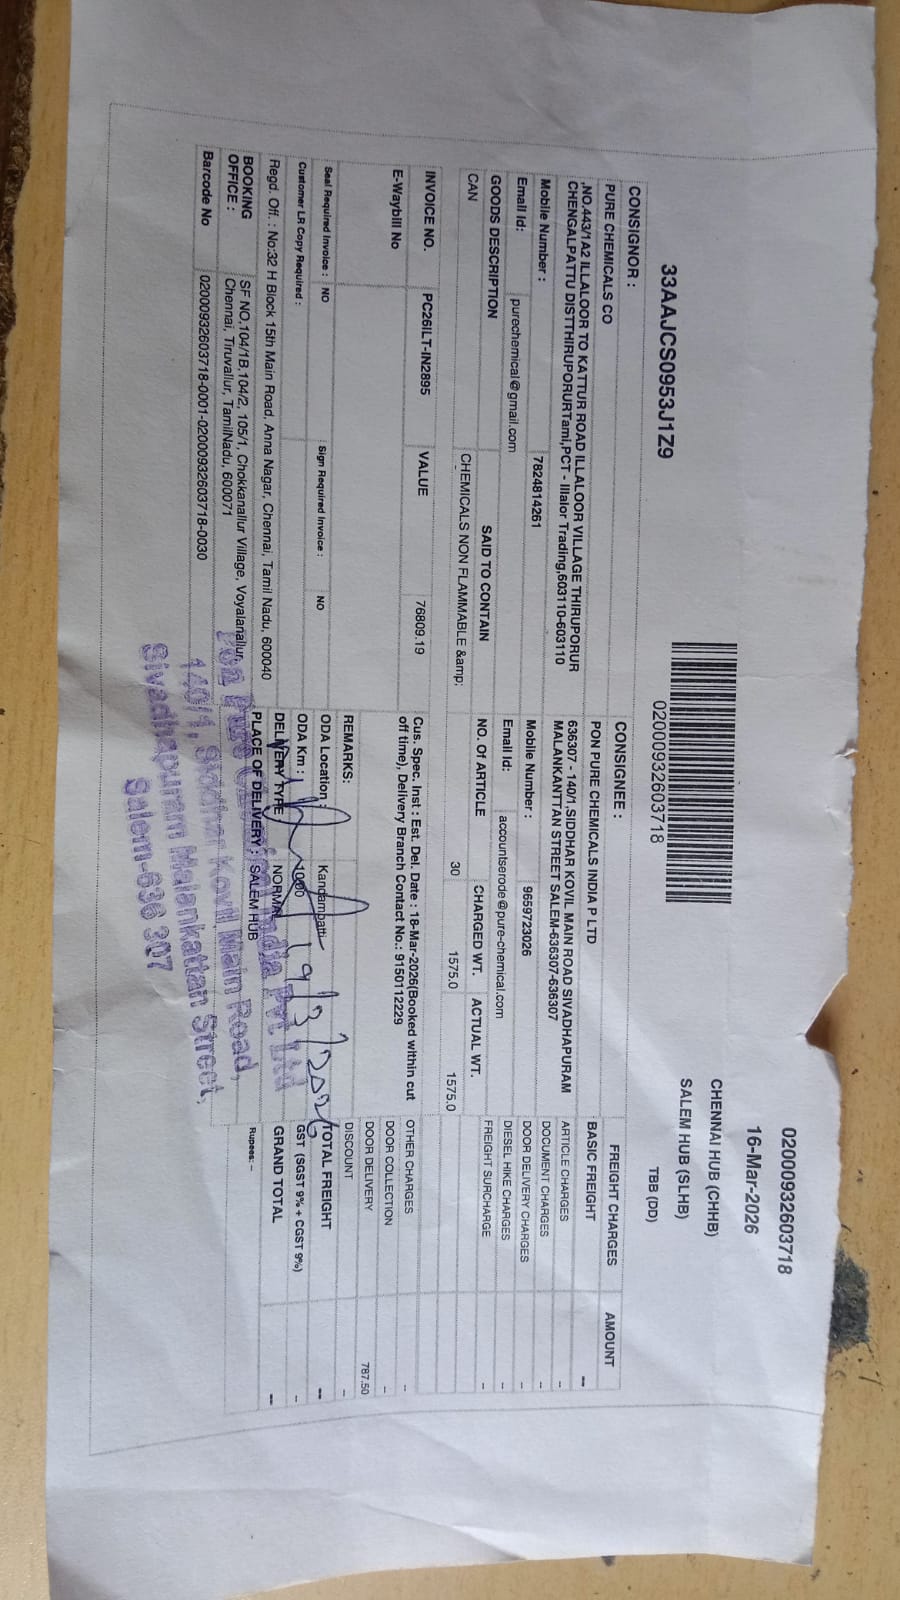 02000932603718
16-Mar-2026
CHENNAI HUB (CHHB)
SALEM HUB (SLHB)
TBB (DD)
33AAJCS0953J1Z9
02000932603718
CONSIGNOR :
PURE CHEMICALS CO
,NO.443/1A2 ILLALOOR TO KATTUR ROAD ILLALOOR VILLAGE THIRUPORUR
CHENGALPATTU DISTTHIRUPORURTamil,PCT - Illalor Trading,603110-603110
Mobile Number : 7824814261
Email Id: purechemical@gmail.com
GOODS DESCRIPTION SAID TO CONTAIN
CAN CHEMICALS NON FLAMMABLE &amp;
CONSIGNEE :
PON PURE CHEMICALS INDIA P LTD
636307 - 140/1,SIDDHAR KOVIL MAIN ROAD SIVADHAPURAM
MALANKANTTAN STREET SALEM-636307-636307
Mobile Number : 9659723026
Email Id: accountserode@pure-chemical.com
NO. Of ARTICLE CHARGED WT. ACTUAL WT.
30 1575.0 1575.0
FREIGHT CHARGES AMOUNT
BASIC FREIGHT --
ARTICLE CHARGES -
DOCUMENT CHARGES -
DOOR DELIVERY CHARGES -
DIESEL HIKE CHARGES -
FREIGHT SURCHARGE -
OTHER CHARGES -
DOOR COLLECTION -
DOOR DELIVERY 787.50
DISCOUNT -
TOTAL FREIGHT --
GST (SGST 9% + CGST 9%) -
GRAND TOTAL --
Rupees: --
INVOICE NO. PC26ILT-IN2895 VALUE 76809.19
E-Waybill No
Cus. Spec. Inst : Est. Del. Date : 18-Mar-2026(Booked within cut
off time), Delivery Branch Contact No.: 9150112229
REMARKS:
Seal Required Invoice : NO Sign Required Invoice : NO
Customer LR Copy Required :
ODA Location : Kandampatti
ODA Km :
DELIVERY TYPE NORMAL
PLACE OF DELIVERY : SALEM HUB
Regd. Off. : No:32 H Block 15th Main Road, Anna Nagar, Chennai, Tamil Nadu, 600040
BOOKING OFFICE : SF NO.104/1B,104/2, 105/1, Chokkanallur Village, Voyalanallur,
Chennai, Tiruvallur, TamilNadu, 600071
Barcode No 02000932603718-0001-02000932603718-0030
19/3/2026
Pon Pure Chemicals India Pvt Ltd
140/1, Siddhar Kovil Main Road,
Sivadhapuram Malankattan Street,
Salem-636 307